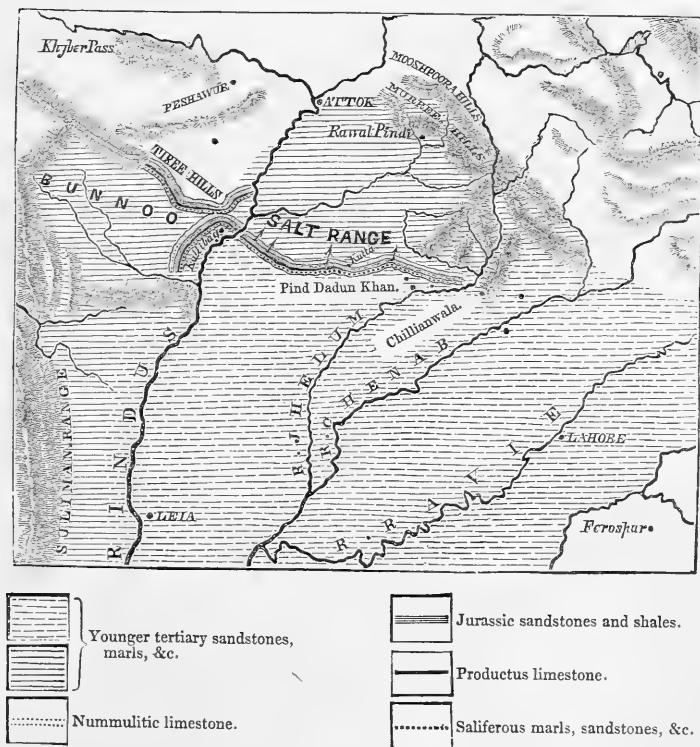 Khyber Pass
PESHAWUR
ATTOK
MOOSHPOORA HILLS
MURREE HILLS
Rawal Pindi
TIREE HILLS
BUNNOO
SALT RANGE
Pind Dadun Khan.
Chillianwala.
SULIMAN RANGE
R. INDUS
R. JHELUM
R. CHENAB
R. RAVIE
LAHORE
LEIA
Ferospur
Younger tertiary sandstones,
marls, &c.
Nummulitic limestone.
Jurassic sandstones and shales.
Productus limestone.
Saliferous marls, sandstones, &c.